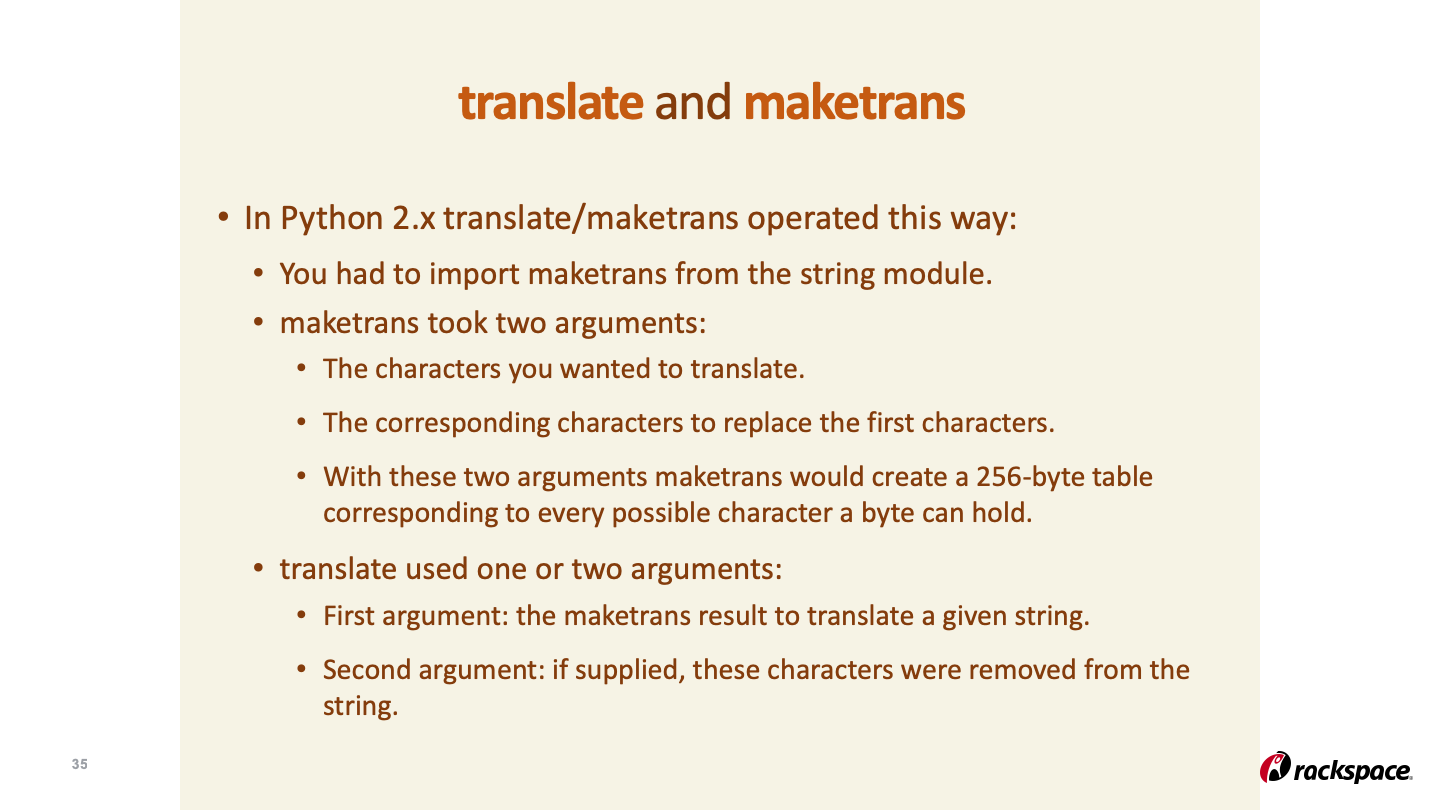 translate and maketrans
• In Python 2.x translate/maketrans operated this way:
• You had to import maketrans from the string module.
• maketrans took two arguments:
• The characters you wanted to translate.
• The corresponding characters to replace the first characters.
• With these two arguments maketrans would create a 256-byte table
corresponding to every possible character a byte can hold.
• translate used one or two arguments:
• First argument: the maketrans result to translate a given string.
• Second argument: if supplied, these characters were removed from the
string.
35
rackspace.